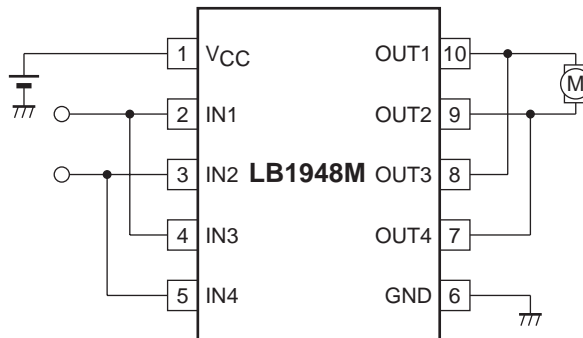 1 VCC OUT1 10
M
2 IN1 OUT2 9
3 IN2 LB1948M OUT3 8
4 IN3 OUT4 7
5 IN4 GND 6